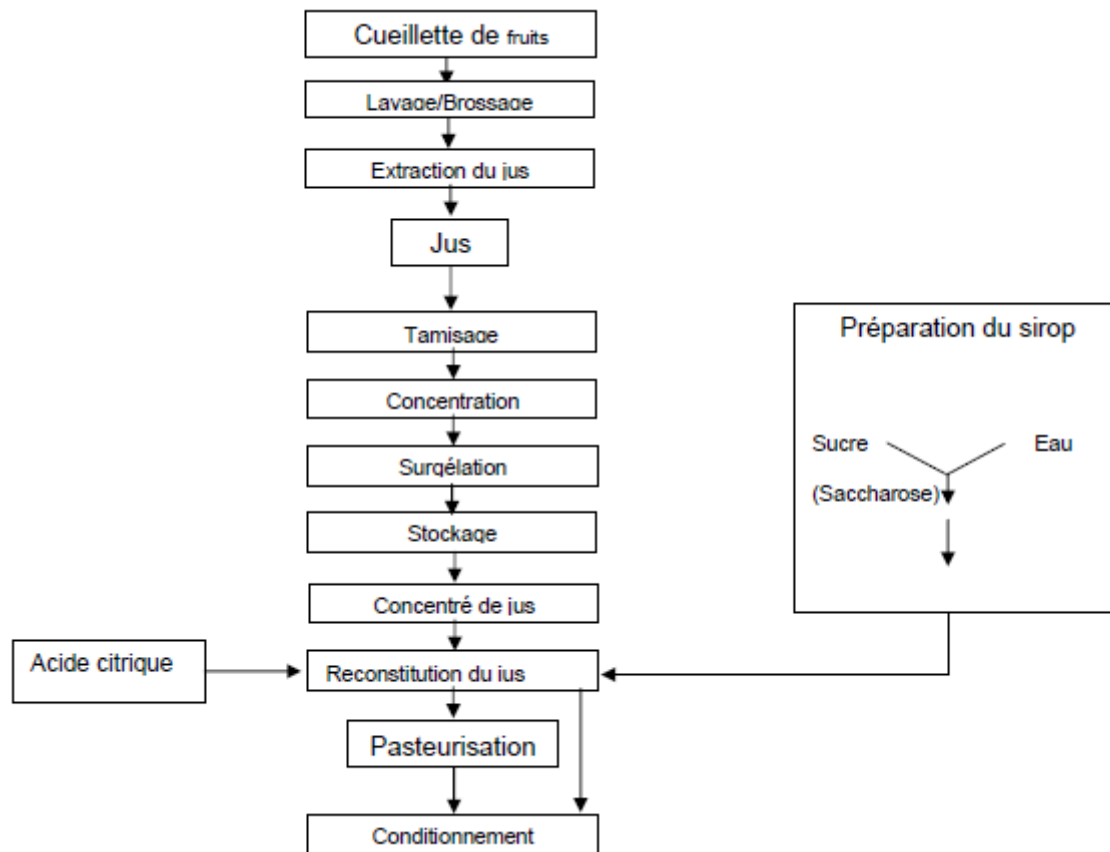 Cueillette de fruits
Lavage/Brossage
Extraction du jus
Jus
Tamisage
Concentration
Surgélation
Stockage
Concentré de jus
Préparation du sirop
Sucre Eau
(Saccharose)
Acide citrique
Reconstitution du jus
Pasteurisation
Conditionnement